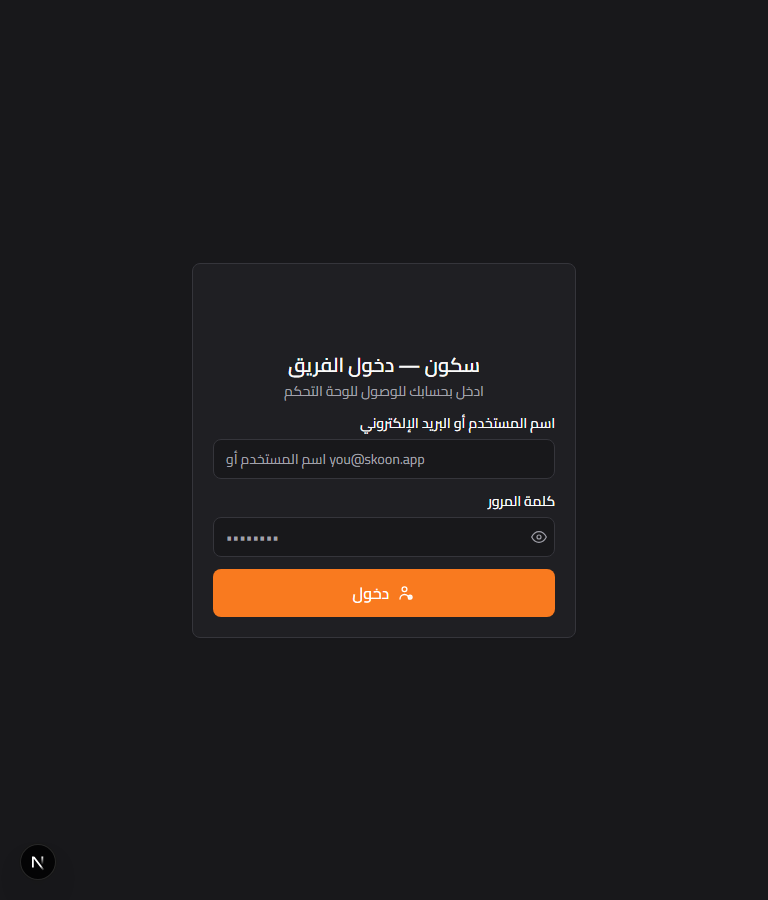 سكون — دخول الفريق
ادخل بحسابك للوصول للوحة التحكم
اسم المستخدم أو البريد الإلكتروني
اسم المستخدم أو you@skoon.app
كلمة المرور
••••••••
دخول
N